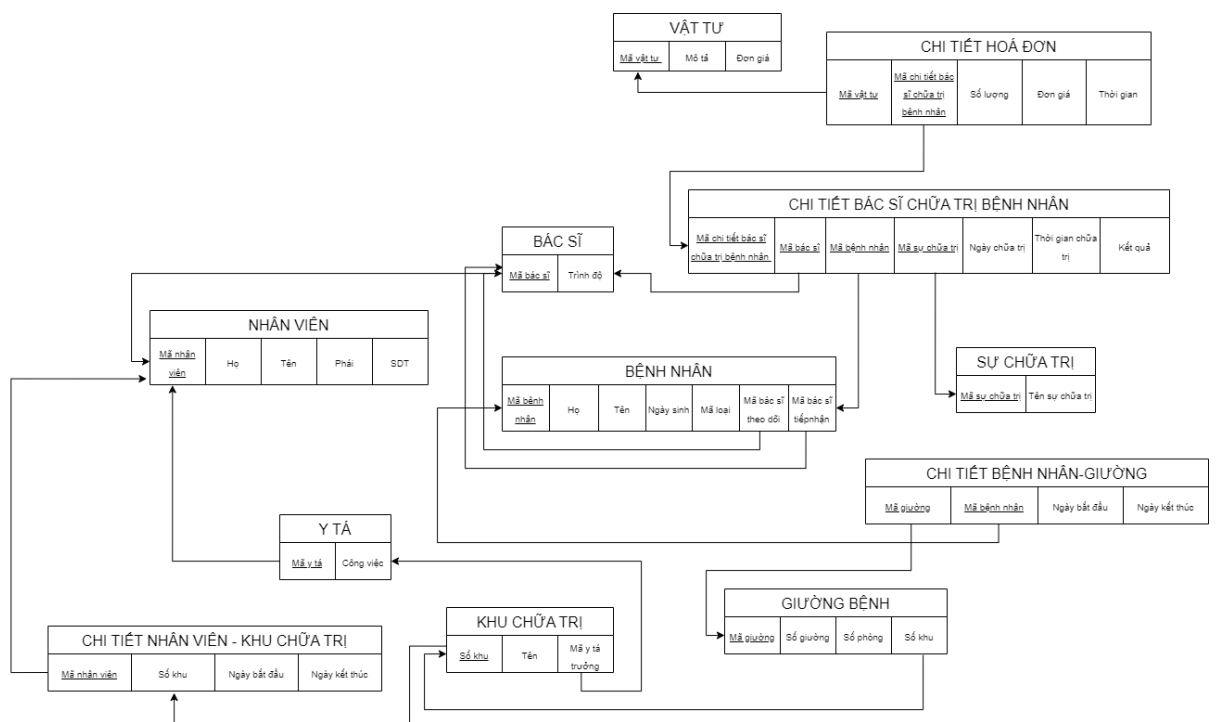 VẬT TƯ
Mã vật tư
Mô tả
Đơn giá
CHI TIẾT HOÁ ĐƠN
Mã vật tư
Mã chi tiết bác
sĩ chữa trị
bệnh nhân
Số lượng
Đơn giá
Thời gian
CHI TIẾT BÁC SĨ CHỮA TRỊ BỆNH NHÂN
Mã chi tiết bác sĩ
chữa trị bệnh nhân
Mã bác sĩ
Mã bệnh nhân
Mã sự chữa trị
Ngày chữa trị
Thời gian chữa
trị
Kết quả
BÁC SĨ
Mã bác sĩ
Trình độ
NHÂN VIÊN
Mã nhân
viên
Họ
Tên
Phái
SDT
BỆNH NHÂN
Mã bệnh
nhân
Họ
Tên
Ngày sinh
Mã loại
Mã bác sĩ
theo dõi
Mã bác sĩ
tiếpnhận
SỰ CHỮA TRỊ
Mã sự chữa trị
Tên sự chữa trị
CHI TIẾT BỆNH NHÂN-GIƯỜNG
Mã giường
Mã bệnh nhân
Ngày bắt đầu
Ngày kết thúc
Y TÁ
Mã y tá
Công việc
GIƯỜNG BỆNH
Mã giường
Số giường
Số phòng
Số khu
KHU CHỮA TRỊ
Số khu
Tên
Mã y tá
trưởng
CHI TIẾT NHÂN VIÊN - KHU CHỮA TRỊ
Mã nhân viên
Số khu
Ngày bắt đầu
Ngày kết thúc